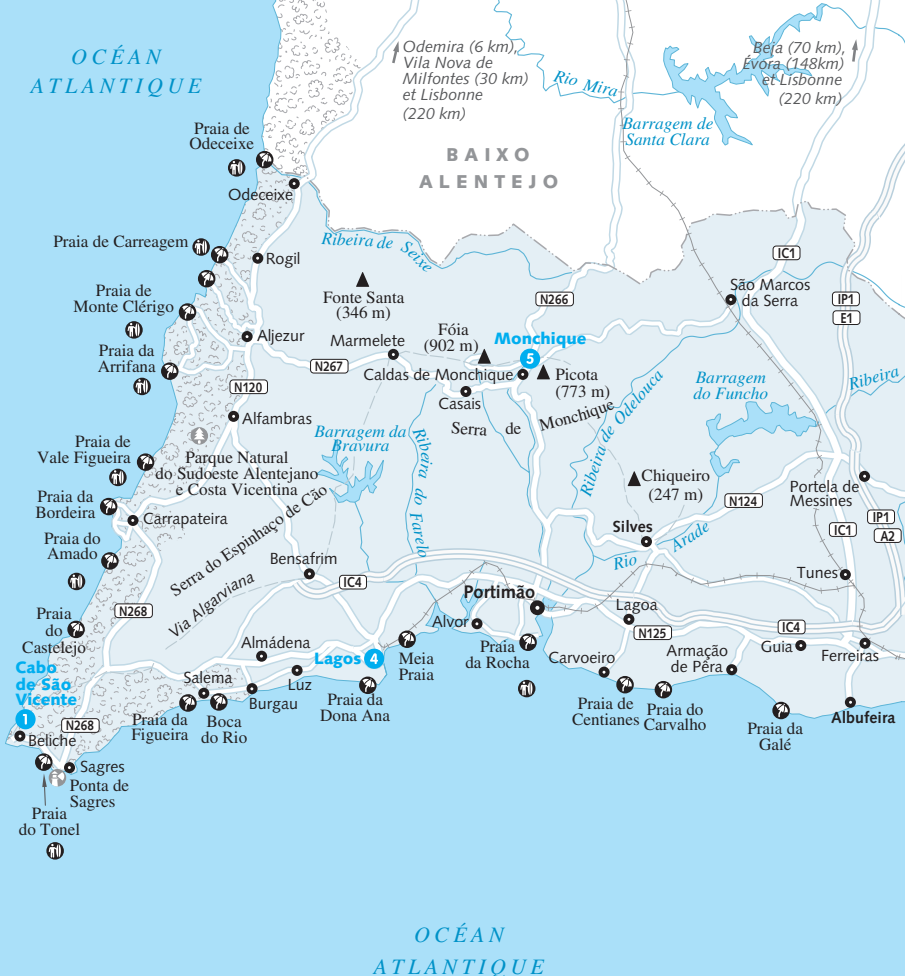 OCÉAN
ATLANTIQUE
Odemira (6 km),
Vila Nova de
Milfontes (30 km)
et Lisbonne
(220 km)
Beja (70 km),
Évora (148km)
et Lisbonne
(220 km)
Rio Mira
Barragem de
Santa Clara
BAIXO
ALENTEJO
Praia de
Odeceixe
Odeceixe
Praia de Carreagem
Rogil
Ribeira de Seixe
IC1
São Marcos
da Serra
IP1
E1
Fonte Santa
(346 m)
N266
Praia de
Monte Clérigo
Aljezur
Marmelete
Fóia
(902 m)
Monchique
5
Praia da
Arrifana
N267
Caldas de Monchique
Picota
(773 m)
Casais
N120
Barragem
do Funcho
Ribeira
Alfambras
Serra de Monchique
Ribeira de Odelouca
Barragem da
Bravura
Ribeira do Farelo
Praia de
Vale Figueira
Parque Natural
du Sudoeste Alentejano
e Costa Vicentina
Chiqueiro
(247 m)
Portela de
Messines
Praia da
Bordeira
Carrapateira
Serra do Espinhaço de Cão
N124
IP1
A2
IC1
Praia do
Amado
Silves
Rio Arade
Bensafrim
IC4
Tunes
Via Algarviana
Portimão
N268
Praia
do
Castelejo
Alvor
Lagoa
N125
IC4
Almádena
Lagos
4
Meia
Praia
Praia
da Rocha
Carvoeiro
Armação
de Pêra
Guia
Ferreiras
Cabo
de São
Vicente
1
Salema
Luz
Burgau
Praia da
Dona Ana
Praia de
Centianes
Praia do
Carvalho
N268
Praia da
Figueira
Boca
do Rio
Praia da
Galé
Albufeira
Beliche
Sagres
Ponta de
Sagres
Praia
do Tonel
OCÉAN
ATLANTIQUE